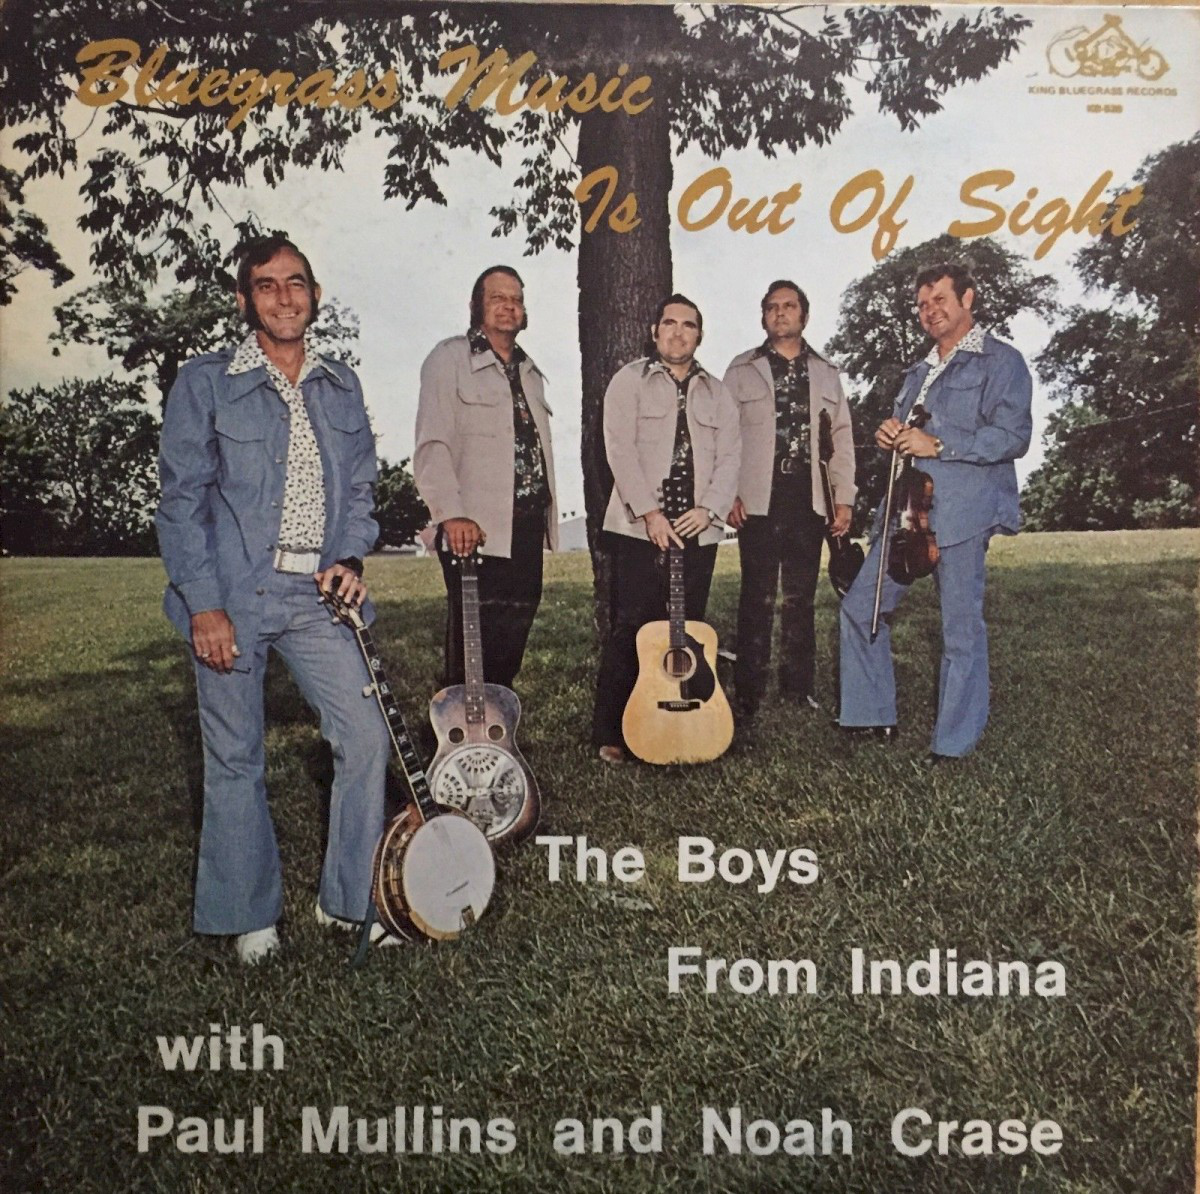 Bluegrass Music
Is Out Of Sight
KING BLUEGRASS RECORDS
The Boys
From Indiana
with
Paul Mullins and Noah Crase